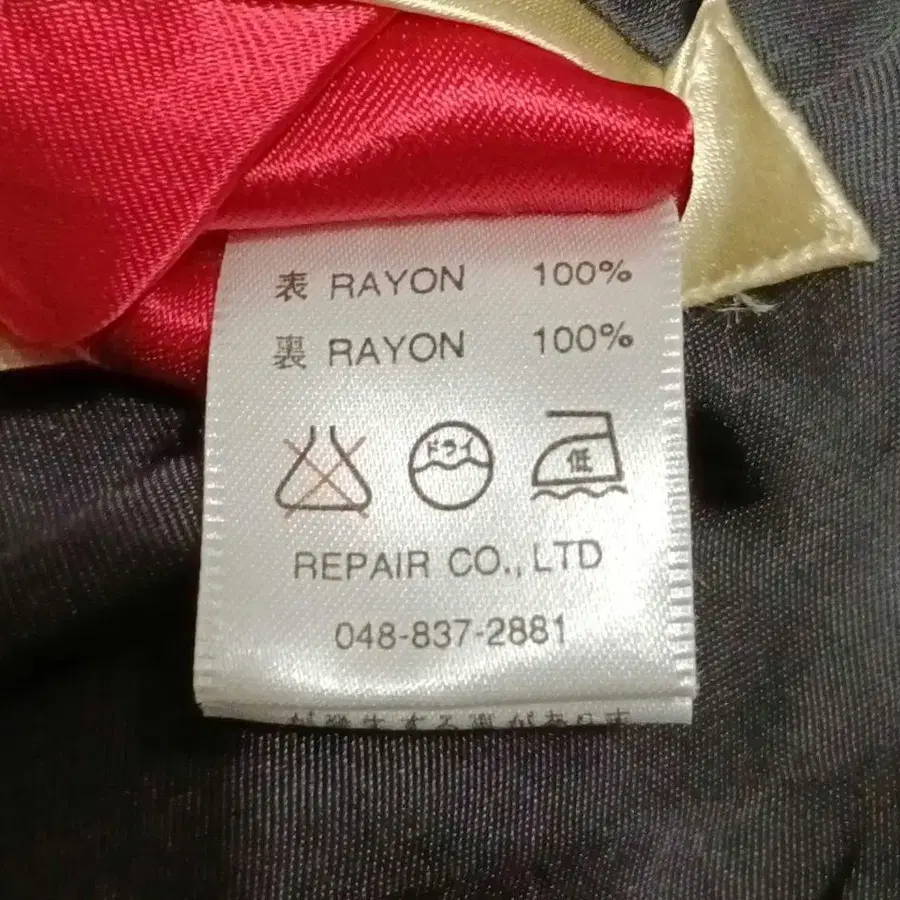 表 RAYON 100%
裏 RAYON 100%
ドライ
低
REPAIR CO., LTD
048-837-2881